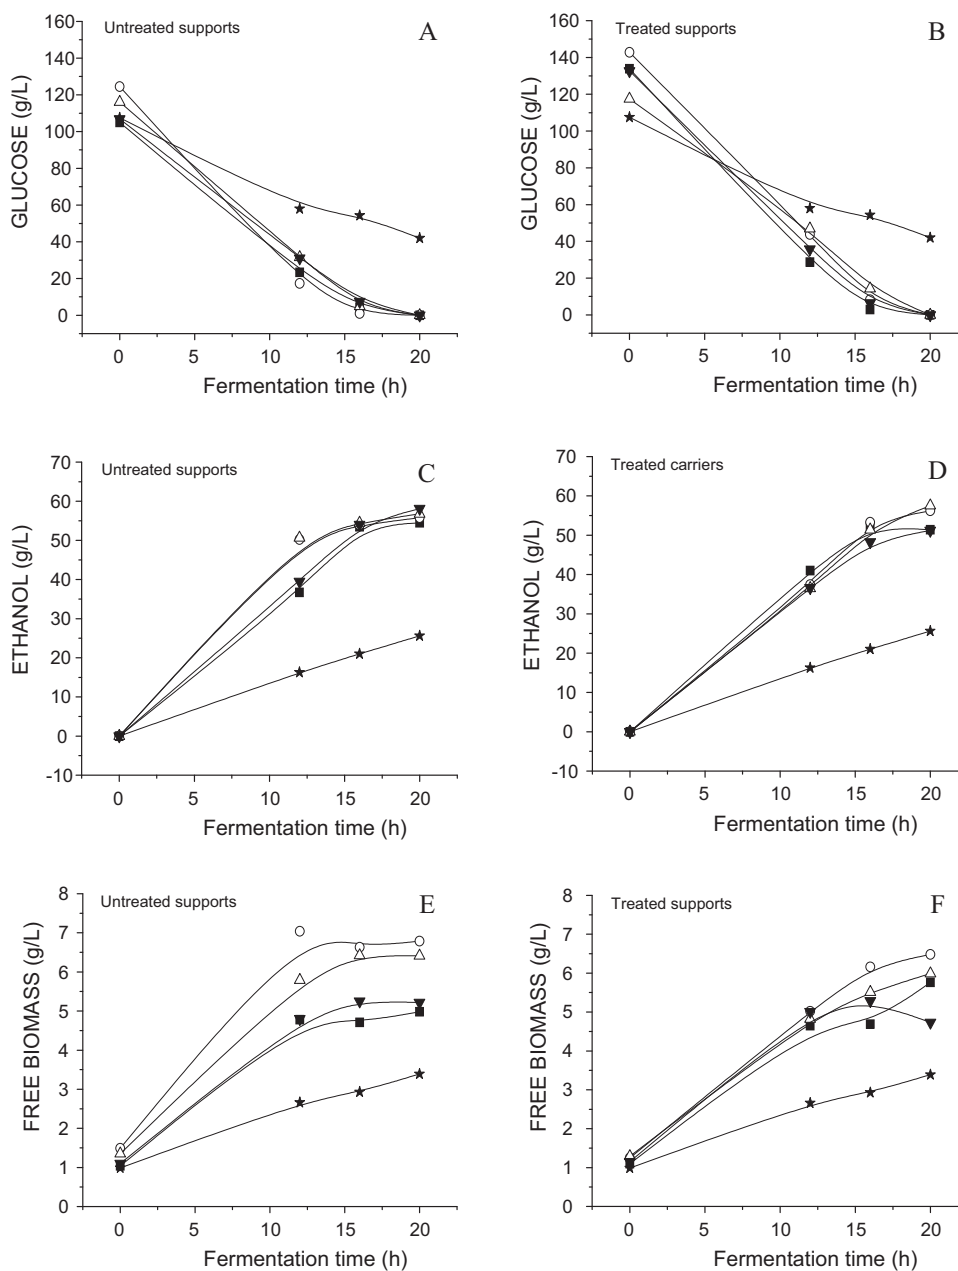 Untreated supports
A
160
140
120
100
80
60
40
20
0
GLUCOSE (g/L)
0 5 10 15 20
Fermentation time (h)
Treated supports
B
160
140
120
100
80
60
40
20
0
GLUCOSE (g/L)
0 5 10 15 20
Fermentation time (h)
Untreated supports
C
70
60
50
40
30
20
10
0
-10
ETHANOL (g/L)
0 5 10 15 20
Fermentation time (h)
Treated carriers
D
70
60
50
40
30
20
10
0
-10
ETHANOL (g/L)
0 5 10 15 20
Fermentation time (h)
Untreated supports
E
8
7
6
5
4
3
2
1
0
FREE BIOMASS (g/L)
0 5 10 15 20
Fermentation time (h)
Treated supports
F
8
7
6
5
4
3
2
1
0
FREE BIOMASS (g/L)
0 5 10 15 20
Fermentation time (h)